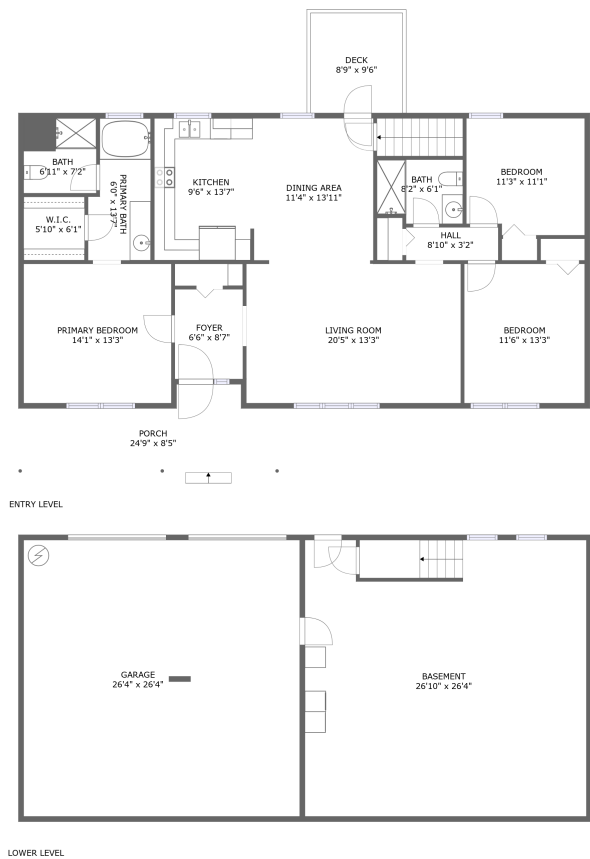 DECK
8'9" x 9'6"
BATH
6'11" x 7'2"
PRIMARY BATH
6'0" x 13'7"
KITCHEN
9'6" x 13'7"
DINING AREA
11'4" x 13'11"
BATH
8'2" x 6'1"
BEDROOM
11'3" x 11'1"
W.I.C.
5'10" x 6'1"
HALL
8'10" x 3'2"
PRIMARY BEDROOM
14'1" x 13'3"
FOYER
6'6" x 8'7"
LIVING ROOM
20'5" x 13'3"
BEDROOM
11'6" x 13'3"
PORCH
24'9" x 8'5"
ENTRY LEVEL
GARAGE
26'4" x 26'4"
BASEMENT
26'10" x 26'4"
LOWER LEVEL